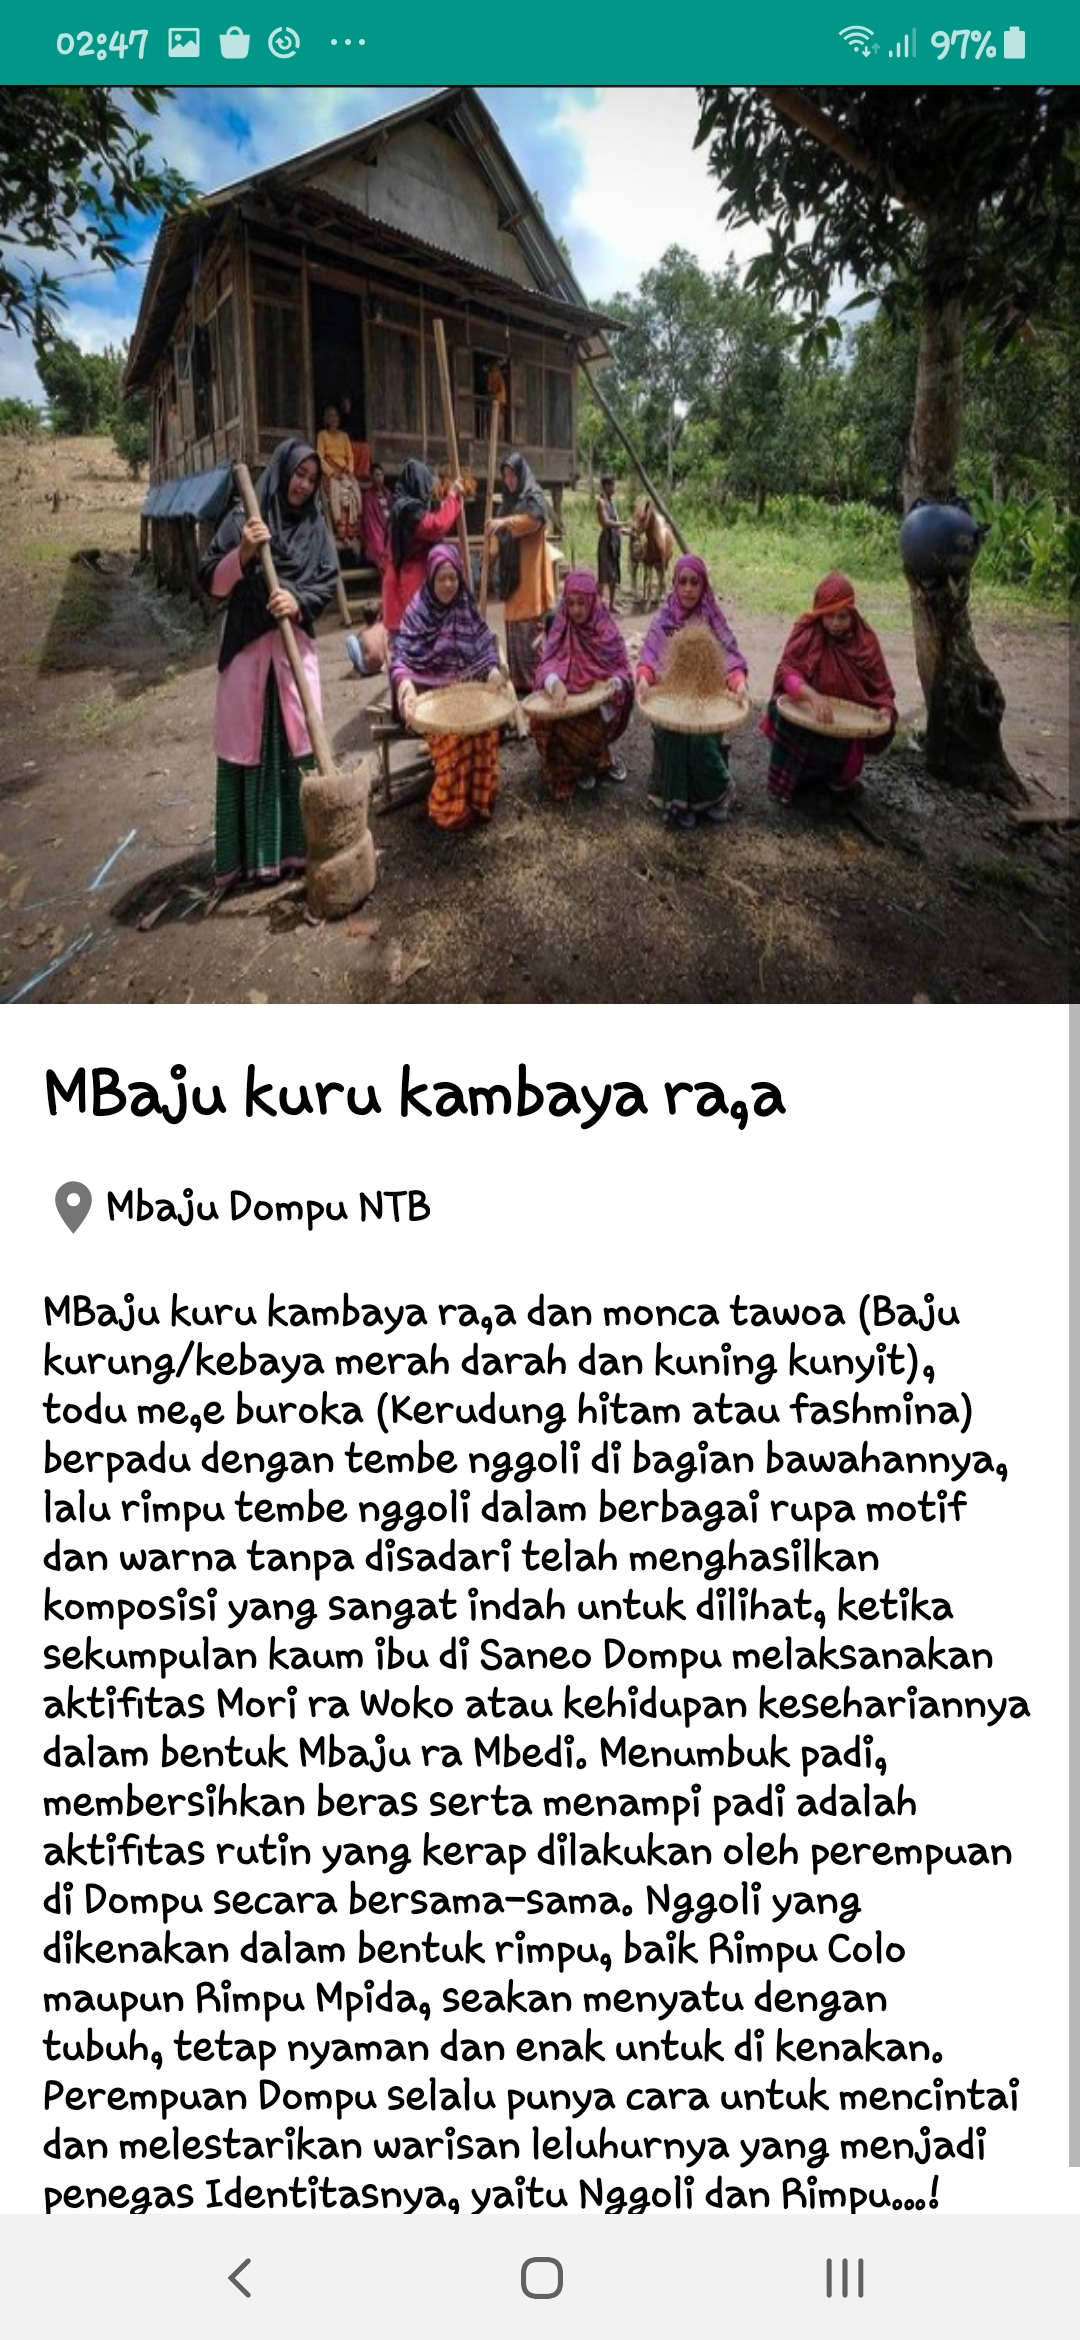 02:47
97%
MBaju kuru kambaya ra,a
Mbaju Dompu NTB
MBaju kuru kambaya ra,a dan monca tawoa (Baju
kurung/kebaya merah darah dan kuning kunyit),
todu me,e buroka (Kerudung hitam atau fashmina)
berpadu dengan tembe nggoli di bagian bawahannya,
lalu rimpu tembe nggoli dalam berbagai rupa motif
dan warna tanpa disadari telah menghasilkan
komposisi yang sangat indah untuk dilihat, ketika
sekumpulan kaum ibu di Saneo Dompu melaksanakan
aktifitas Mori ra Woko atau kehidupan kesehariannya
dalam bentuk Mbaju ra Mbedi. Menumbuk padi,
membersihkan beras serta menampi padi adalah
aktifitas rutin yang kerap dilakukan oleh perempuan
di Dompu secara bersama-sama. Nggoli yang
dikenakan dalam bentuk rimpu, baik Rimpu Colo
maupun Rimpu Mpida, seakan menyatu dengan
tubuh, tetap nyaman dan enak untuk di kenakan.
Perempuan Dompu selalu punya cara untuk mencintai
dan melestarikan warisan leluhurnya yang menjadi
penegas Identitasnya, yaitu Nggoli dan Rimpu...!